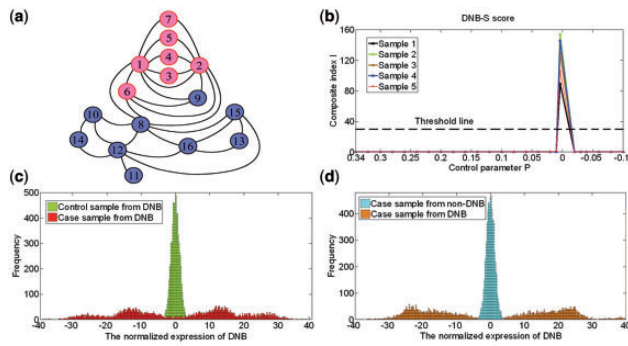 (a)
7
5
4
1
2
3
6
9
10
8
15
14
12
16
13
11
(b)
DNB-S score
Composite index I
160
120
80
40
0
Sample 1
Sample 2
Sample 3
Sample 4
Sample 5
Threshold line
0.34 0.3 0.25 0.2 0.15 0.1 0.05 0 -0.05 -0.1
Control parameter P
(c)
Frequency
500
400
300
200
100
0
Control sample from DNB
Case sample from DNB
-40 -30 -20 -10 0 10 20 30 40
The normalized expression of DNB
(d)
Frequency
400
300
200
100
0
Case sample from non-DNB
Case sample from DNB
-40 -30 -20 -10 0 10 20 30 40
The normalized expression of DNB